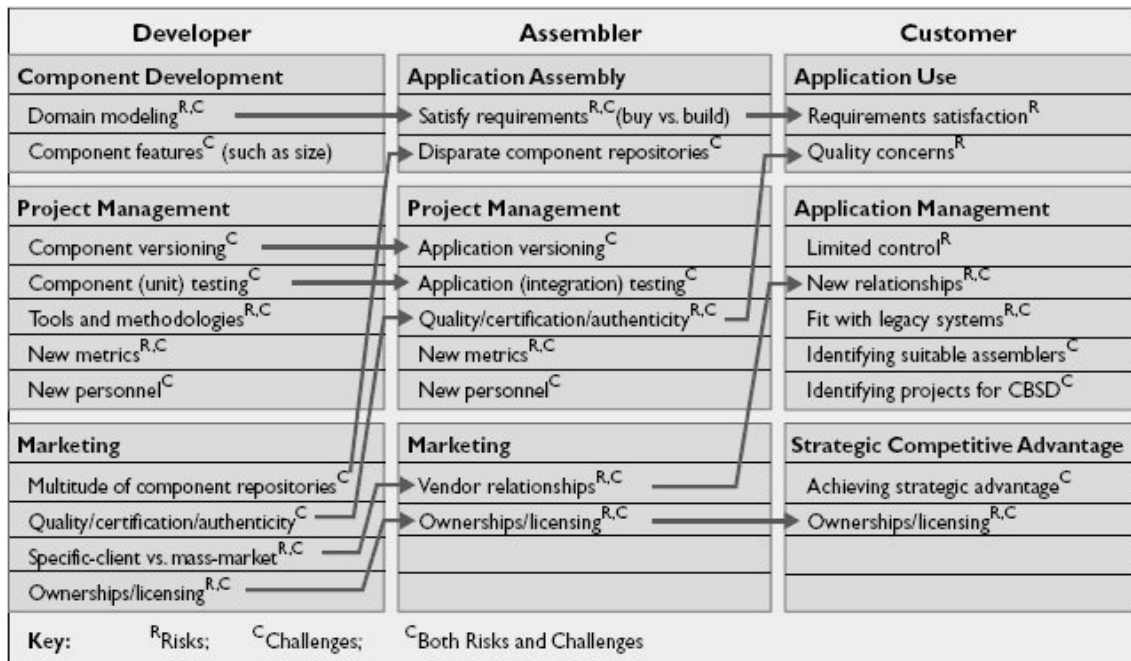 Developer
Assembler
Customer
Component Development
Domain modeling^R,C
Component features^C (such as size)
Application Assembly
Satisfy requirements^R,C (buy vs. build)
Disparate component repositories^C
Application Use
Requirements satisfaction^R
Quality concerns^R
Project Management
Component versioning^C
Component (unit) testing^C
Tools and methodologies^R,C
New metrics^R,C
New personnel^C
Project Management
Application versioning^C
Application (integration) testing^C
Quality/certification/authenticity^R,C
New metrics^R,C
New personnel^C
Application Management
Limited control^R
New relationships^R,C
Fit with legacy systems^R,C
Identifying suitable assemblers^C
Identifying projects for CBSD^C
Marketing
Multitude of component repositories^C
Quality/certification/authenticity^C
Specific-client vs. mass-market^R,C
Ownerships/licensing^R,C
Marketing
Vendor relationships^R,C
Ownerships/licensing^R,C
Strategic Competitive Advantage
Achieving strategic advantage^C
Ownerships/licensing^R,C
Key: ^RRisks; ^CChallenges; ^CBoth Risks and Challenges